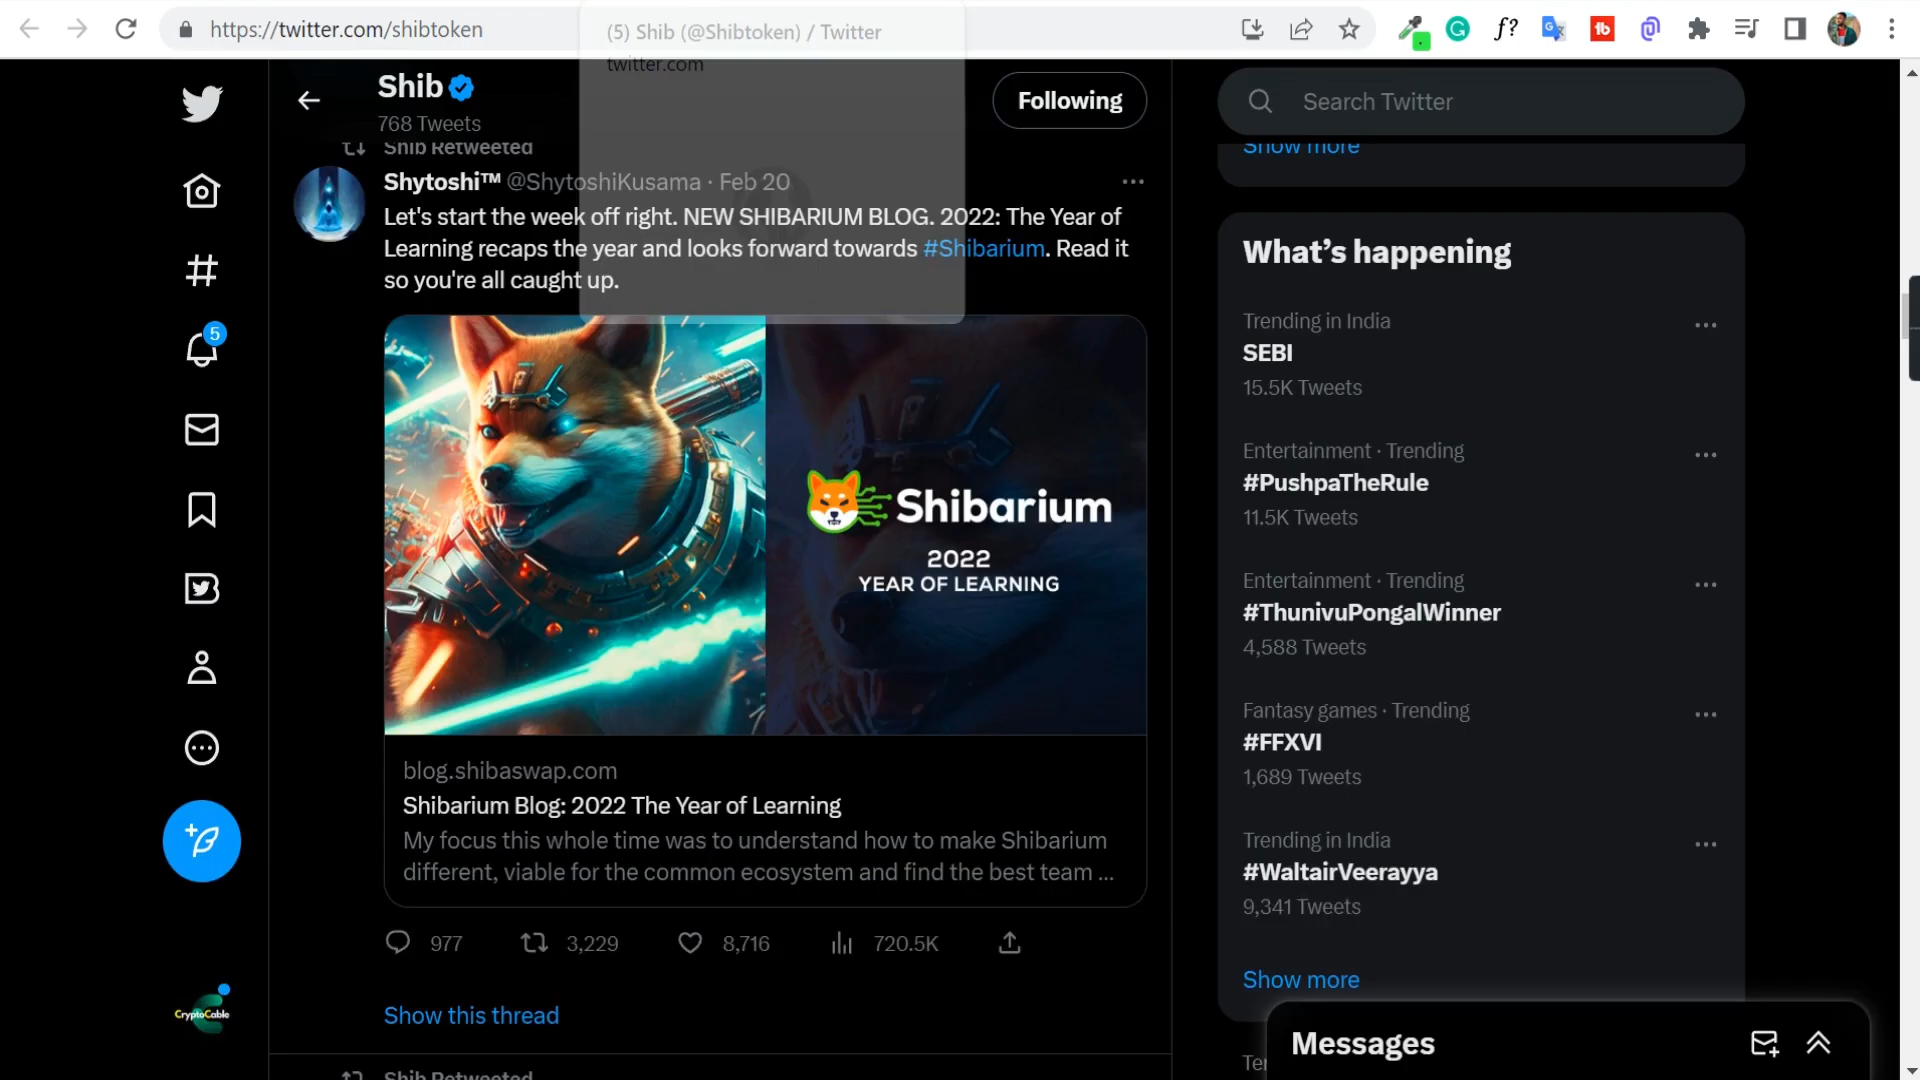 https://twitter.com/shibtoken
(5) Shib (@Shibtoken) / Twitter
twitter.com
Shib
768 Tweets
Following
Search Twitter
Shib Retweeted
Show more
Shytoshi™ @ShytoshiKusama · Feb 20
Let's start the week off right. NEW SHIBARIUM BLOG. 2022: The Year of
Learning recaps the year and looks forward towards #Shibarium. Read it
so you're all caught up.
Shibarium
2022
YEAR OF LEARNING
blog.shibaswap.com
Shibarium Blog: 2022 The Year of Learning
My focus this whole time was to understand how to make Shibarium
different, viable for the common ecosystem and find the best team ...
977 3,229 8,716 720.5K
Show this thread
Shib Retweeted
5
CryptoCable
What's happening
Trending in India
SEBI
15.5K Tweets
Entertainment · Trending
#PushpaTheRule
11.5K Tweets
Entertainment · Trending
#ThunivuPongalWinner
4,588 Tweets
Fantasy games · Trending
#FFXVI
1,689 Tweets
Trending in India
#WaltairVeerayya
9,341 Tweets
Show more
Messages